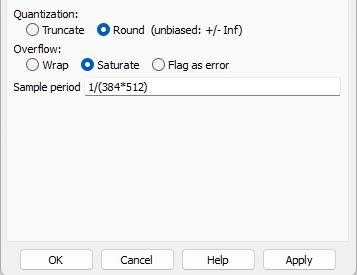 Quantization:
Truncate Round (unbiased: +/- Inf)
Overflow:
Wrap Saturate Flag as error
Sample period 1/(384*512)
OK Cancel Help Apply